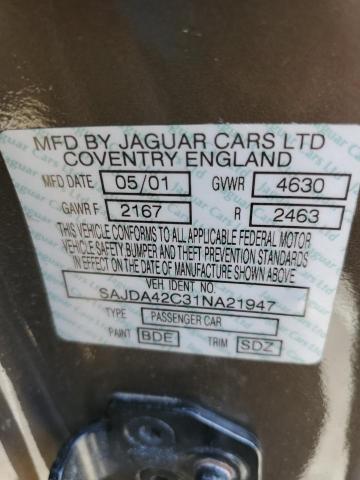 MFD BY JAGUAR CARS LTD
COVENTRY ENGLAND
MFD DATE 05/01 GVWR 4630
GAWR F 2167 R 2463
THIS VEHICLE CONFORMS TO ALL APPLICABLE FEDERAL MOTOR
VEHICLE SAFETY, BUMPER AND THEFT PREVENTION STANDARDS
IN EFFECT ON THE DATE OF MANUFACTURE SHOWN ABOVE
VEH IDENT NO.
SAJDA42C31NA21947
TYPE PASSENGER CAR
PAINT BDE TRIM SDZ